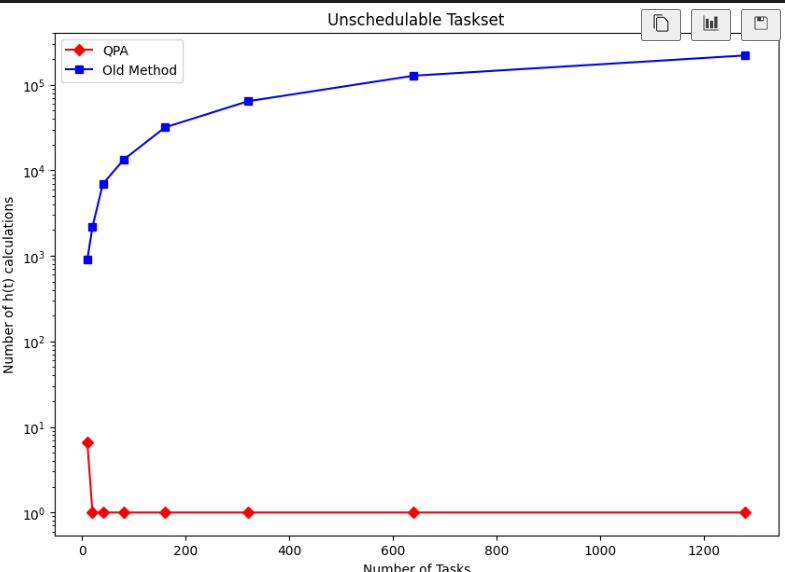 Unschedulable Taskset
QPA
Old Method
Number of h(t) calculations
10^5
10^4
10^3
10^2
10^1
10^0
0 200 400 600 800 1000 1200
Number of Tasks